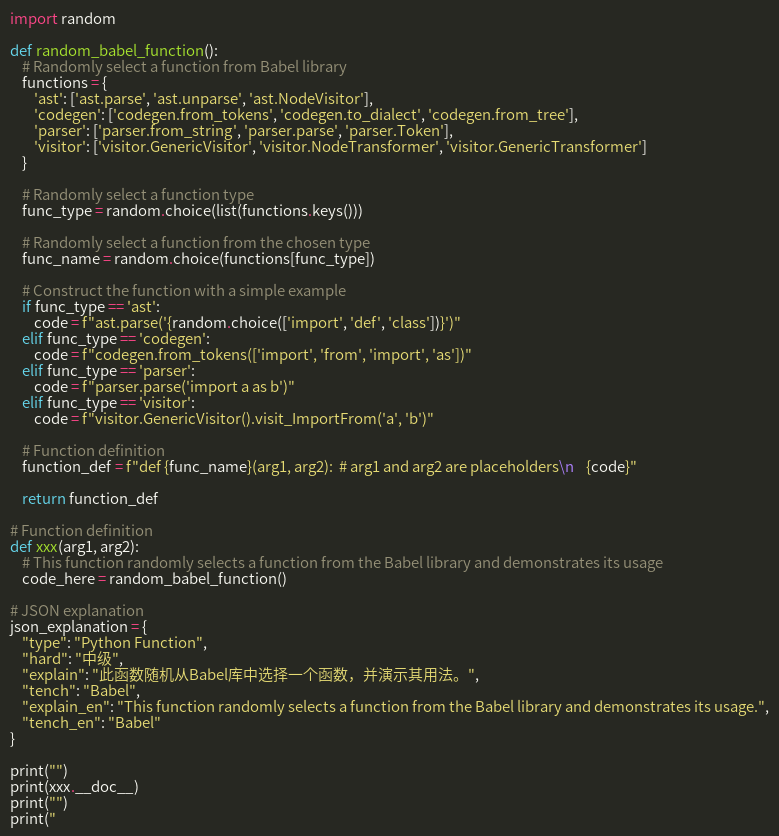 import random

def random_babel_function():
    # Randomly select a function from Babel library
    functions = {
        'ast': ['ast.parse', 'ast.unparse', 'ast.NodeVisitor'],
        'codegen': ['codegen.from_tokens', 'codegen.to_dialect', 'codegen.from_tree'],
        'parser': ['parser.from_string', 'parser.parse', 'parser.Token'],
        'visitor': ['visitor.GenericVisitor', 'visitor.NodeTransformer', 'visitor.GenericTransformer']
    }

    # Randomly select a function type
    func_type = random.choice(list(functions.keys()))

    # Randomly select a function from the chosen type
    func_name = random.choice(functions[func_type])

    # Construct the function with a simple example
    if func_type == 'ast':
        code = f"ast.parse('{random.choice(['import', 'def', 'class'])}')"
    elif func_type == 'codegen':
        code = f"codegen.from_tokens(['import', 'from', 'import', 'as'])"
    elif func_type == 'parser':
        code = f"parser.parse('import a as b')"
    elif func_type == 'visitor':
        code = f"visitor.GenericVisitor().visit_ImportFrom('a', 'b')"

    # Function definition
    function_def = f"def {func_name}(arg1, arg2):  # arg1 and arg2 are placeholders\n    {code}"

    return function_def

# Function definition
def xxx(arg1, arg2):
    # This function randomly selects a function from the Babel library and demonstrates its usage
    code_here = random_babel_function()

# JSON explanation
json_explanation = {
    "type": "Python Function",
    "hard": "中级",
    "explain": "此函数随机从Babel库中选择一个函数，并演示其用法。",
    "tench": "Babel",
    "explain_en": "This function randomly selects a function from the Babel library and demonstrates its usage.",
    "tench_en": "Babel"
}

print("")
print(xxx.__doc__)
print("")
print("